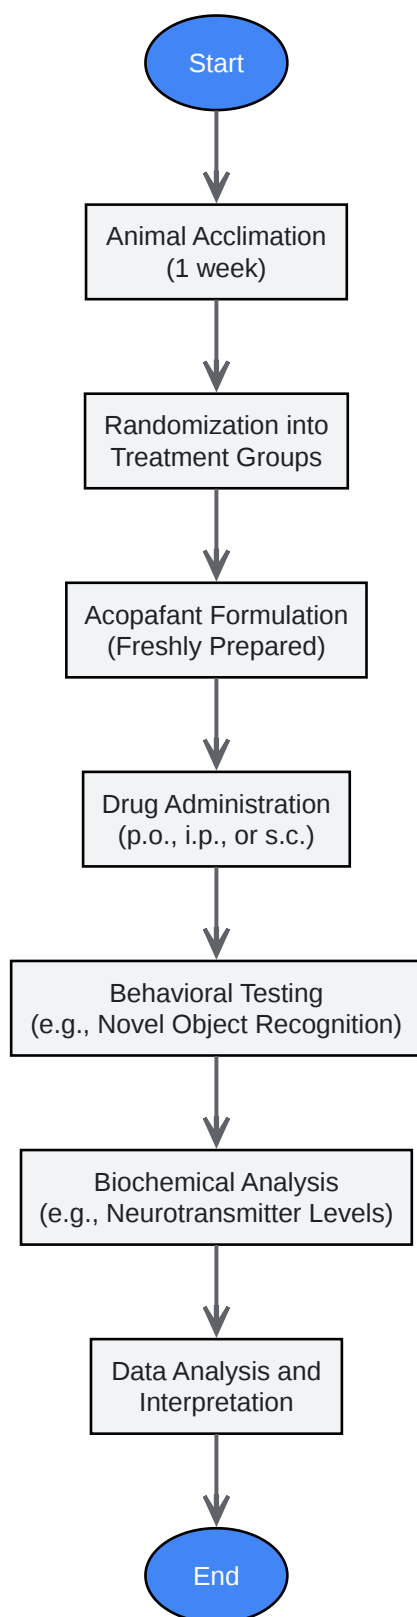 Start
Animal Acclimation
(1 week)
Randomization into
Treatment Groups
Acopafant Formulation
(Freshly Prepared)
Drug Administration
(p.o., i.p., or s.c.)
Behavioral Testing
(e.g., Novel Object Recognition)
Biochemical Analysis
(e.g., Neurotransmitter Levels)
Data Analysis and
Interpretation
End